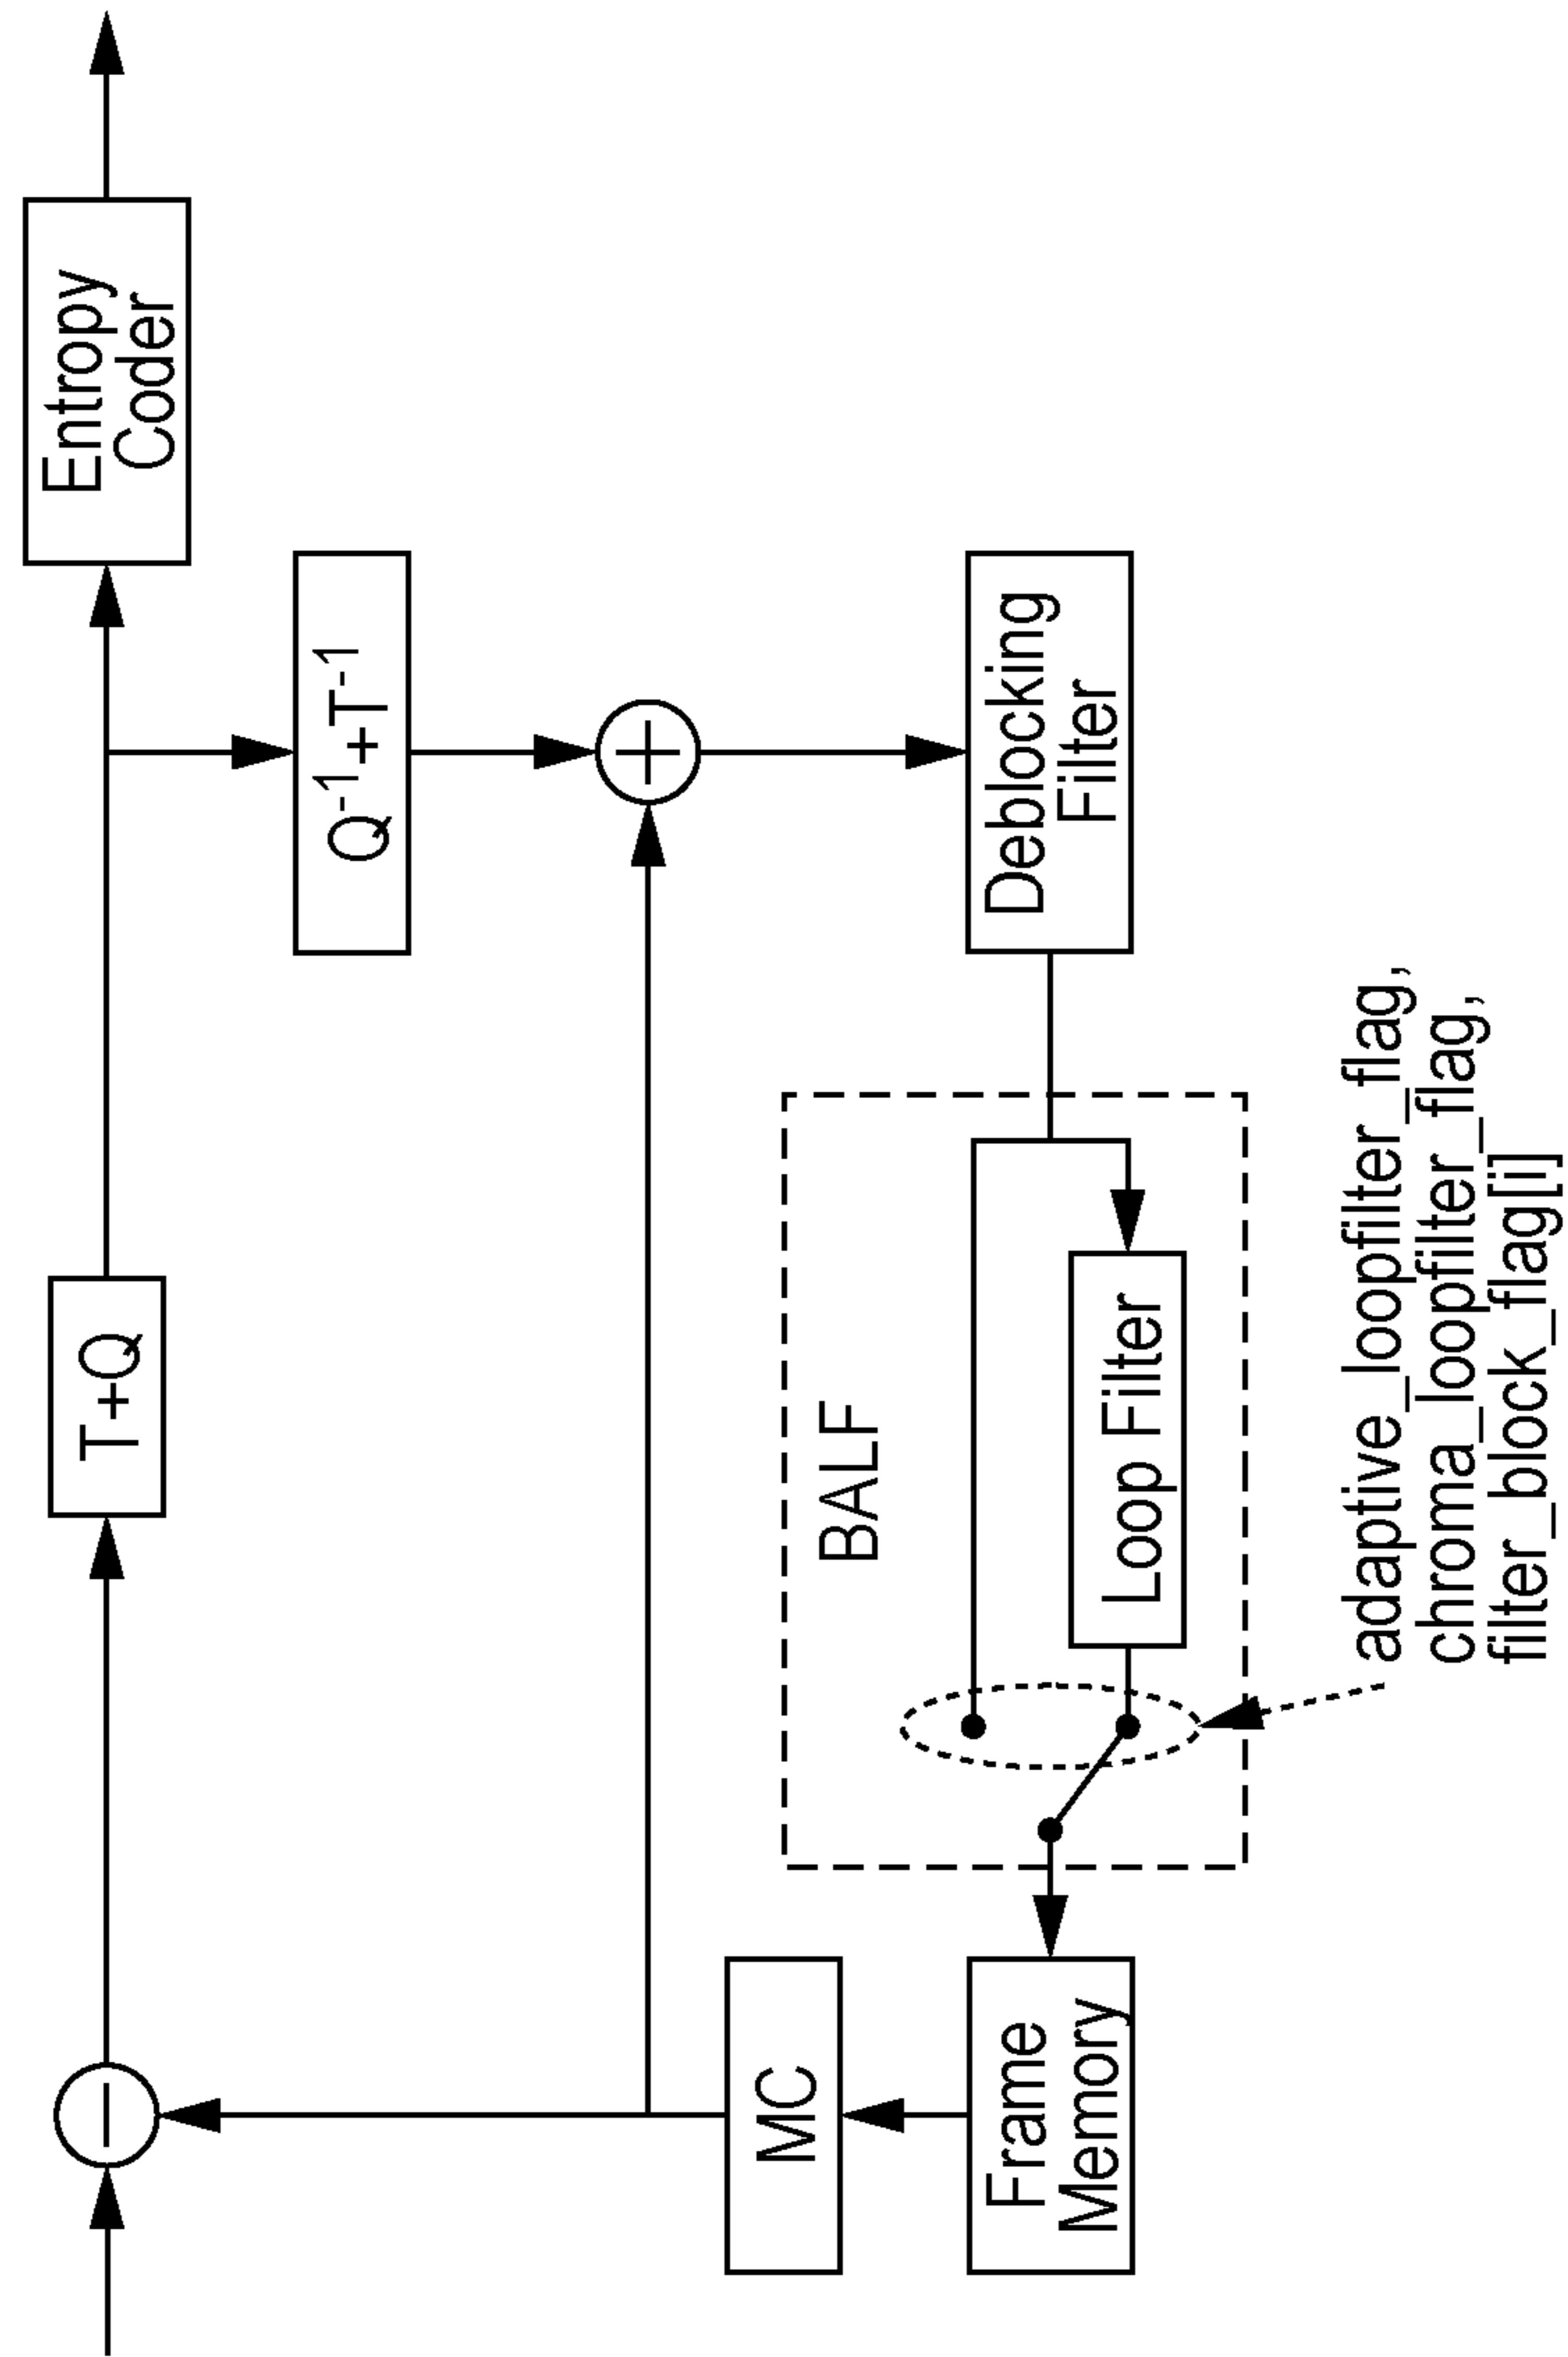 T+Q
Entropy
Coder
Q-1+T-1
MC
BALF
Frame
Memory
Loop Filter
Deblocking
Filter
adaptive_loopfilter_flag,
chroma_loopfilter_flag,
filter_block_flag[i]